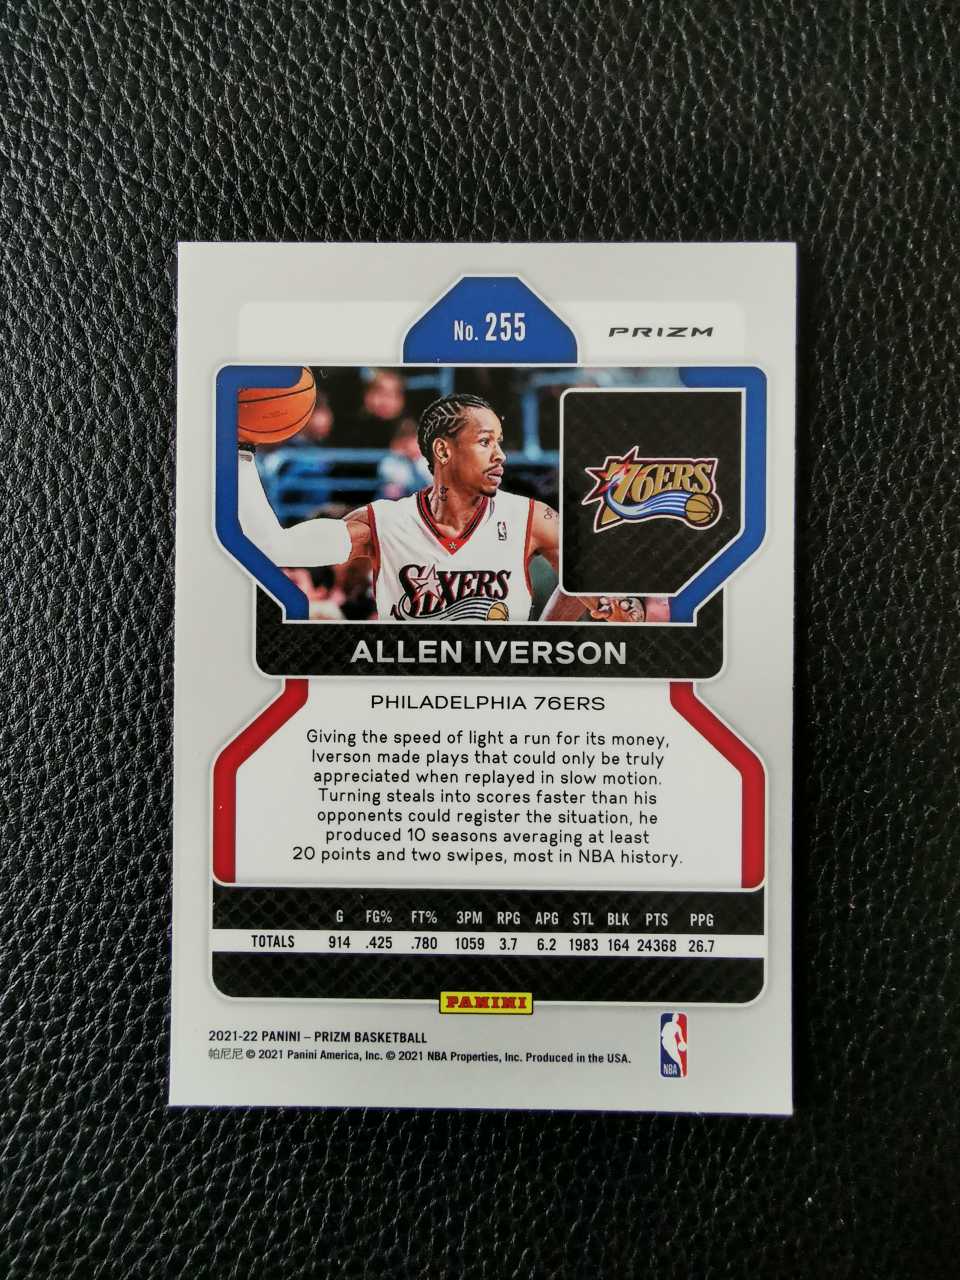 No. 255
PRIZM
76ERS
SIXERS
ALLEN IVERSON
PHILADELPHIA 76ERS
Giving the speed of light a run for its money,
Iverson made plays that could only be truly
appreciated when replayed in slow motion.
Turning steals into scores faster than his
opponents could register the situation, he
produced 10 seasons averaging at least
20 points and two swipes, most in NBA history.
G FG% FT% 3PM RPG APG STL BLK PTS PPG
TOTALS 914 .425 .780 1059 3.7 6.2 1983 164 24368 26.7
PANINI
2021-22 PANINI – PRIZM BASKETBALL
帕尼尼 © 2021 Panini America, Inc. © 2021 NBA Properties, Inc. Produced in the USA.
NBA